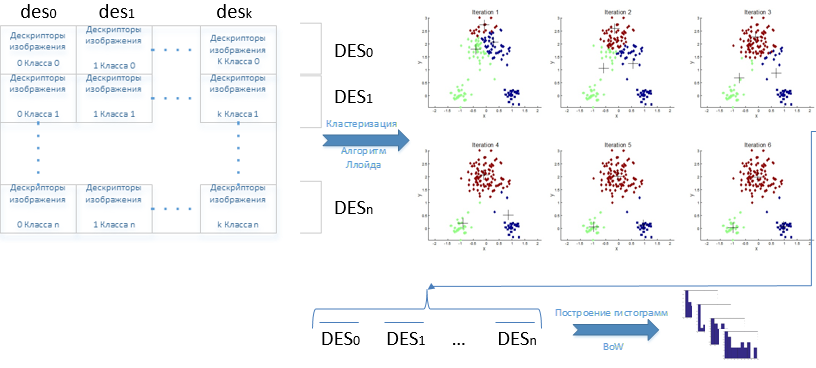 des0 des1 desk
Дескрипторы изображения
0 Класса 0
Дескрипторы изображения
1 Класса 0
Дескрипторы изображения
K Класса 0
Дескрипторы изображения
0 Класса 1
Дескрипторы изображения
1 Класса 1
Дескрипторы изображения
k Класса 1
Дескрипторы изображения
0 Класса n
Дескрипторы изображения
1 Класса n
Дескрипторы изображения
k Класса n
DES0
DES1
DESn
Кластеризация
Алгоритм
Ллойда
Iteration 1
Iteration 2
Iteration 3
Iteration 4
Iteration 5
Iteration 6
DES0 DES1 ... DESn
Построение гистограмм
BoW